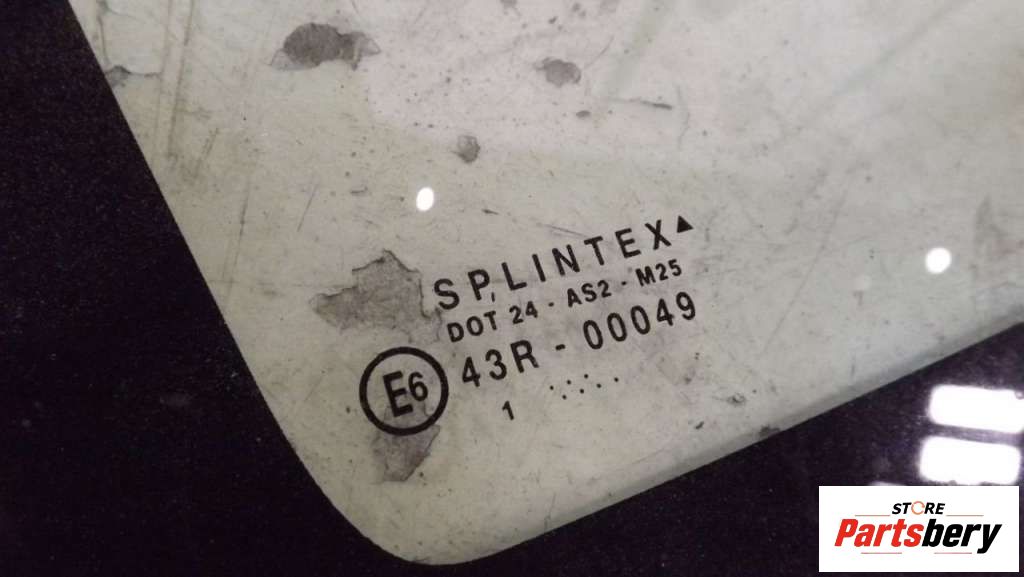 SPLINTEX▲
DOT 24 - AS2 - M25
43R - 00049
E6
1 .:.:..
STORE
Partsbery